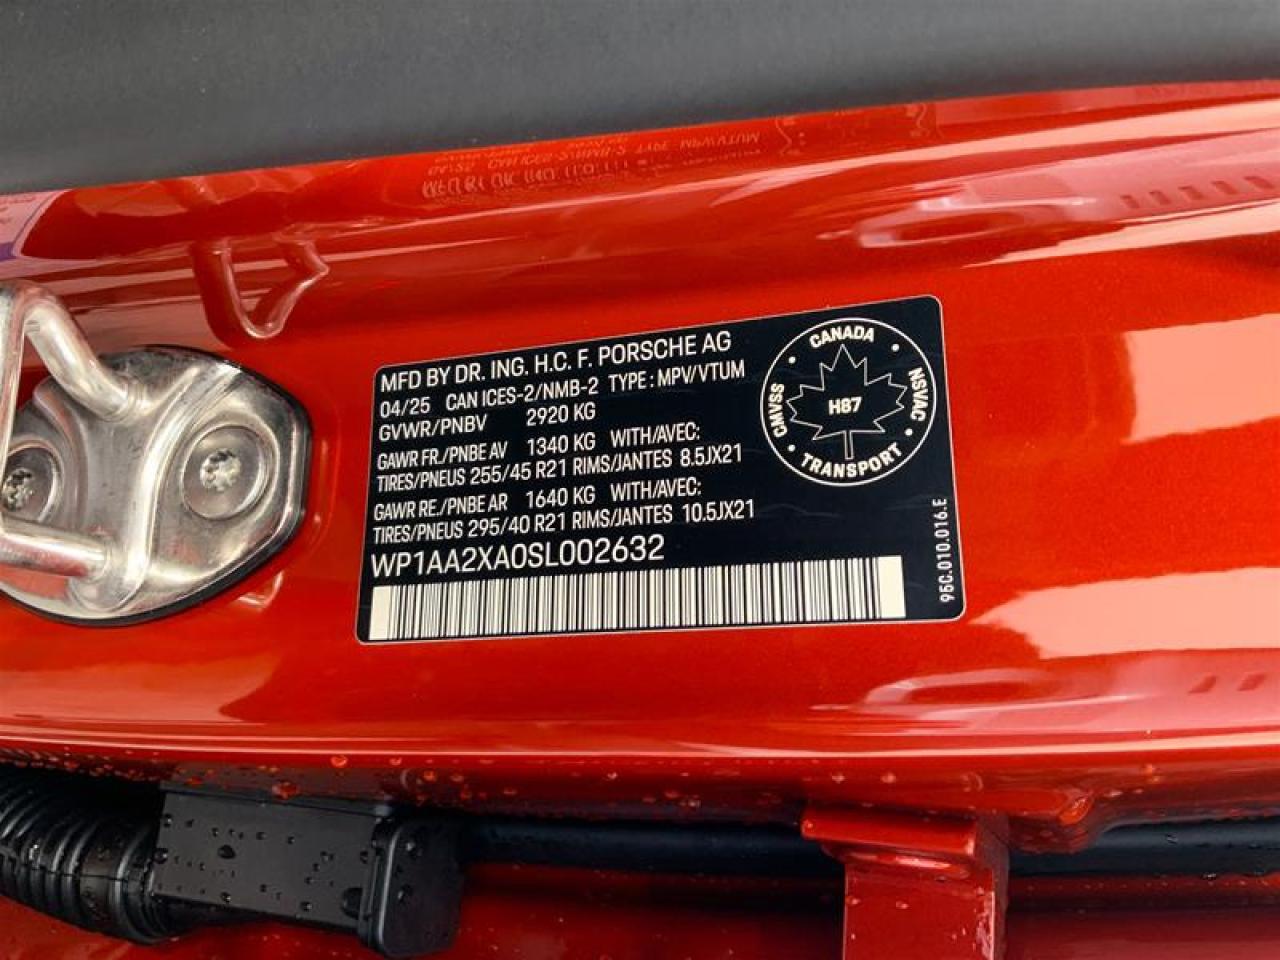 MFD BY DR. ING. H.C. F. PORSCHE AG
04/25 CAN ICES-2/NMB-2 TYPE : MPV/VTUM
GVWR/PNBV 2920 KG
GAWR FR./PNBE AV 1340 KG WITH/AVEC:
TIRES/PNEUS 255/45 R21 RIMS/JANTES 8.5JX21
GAWR RE./PNBE AR 1640 KG WITH/AVEC:
TIRES/PNEUS 295/40 R21 RIMS/JANTES 10.5JX21
WP1AA2XA0SL002632
CANADA
CMVSS
H87
NSVAC
TRANSPORT
95C.010.016.E